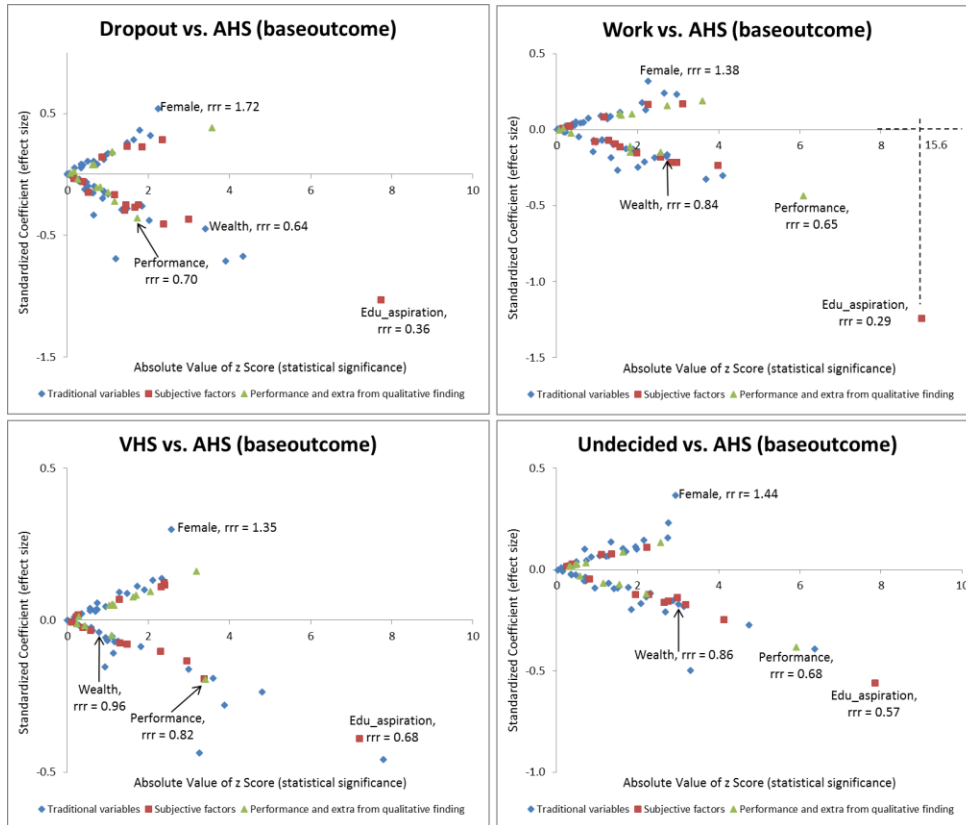 Dropout vs. AHS (baseoutcome)
Standardized Coefficient (effect size)
0.5
-0.5
-1.5
0
2
4
6
8
10
Female, rrr = 1.72
Wealth, rrr = 0.64
Performance,
rrr = 0.70
Edu_aspiration,
rrr = 0.36
Absolute Value of z Score (statistical significance)
Traditional variables
Subjective factors
Performance and extra from qualitative finding
Work vs. AHS (baseoutcome)
Standardized Coefficient (effect size)
0.5
0.0
-0.5
-1.0
-1.5
0
2
4
6
8
15.6
Female, rrr = 1.38
Wealth, rrr = 0.84
Performance,
rrr = 0.65
Edu_aspiration,
rrr = 0.29
Absolute Value of z Score (statistical significance)
Traditional variables
Subjective factors
Performance and extra from qualitative finding
VHS vs. AHS (baseoutcome)
Standardized Coefficient (effect size)
0.5
0.0
-0.5
0
2
4
6
8
10
Female, rrr = 1.35
Wealth,
rrr = 0.96
Performance,
rrr = 0.82
Edu_aspiration,
rrr = 0.68
Absolute Value of z Score (statistical significance)
Traditional variables
Subjective factors
Performance and extra from qualitative finding
Undecided vs. AHS (baseoutcome)
Standardized Coefficient (effect size)
0.5
0.0
-0.5
-1.0
0
2
4
6
8
10
Female, rr r= 1.44
Wealth, rrr = 0.86
Performance,
rrr = 0.68
Edu_aspiration,
rrr = 0.57
Absolute Value of z Score (statistical significance)
Traditional variables
Subjective factors
Performance and extra from qualitative finding